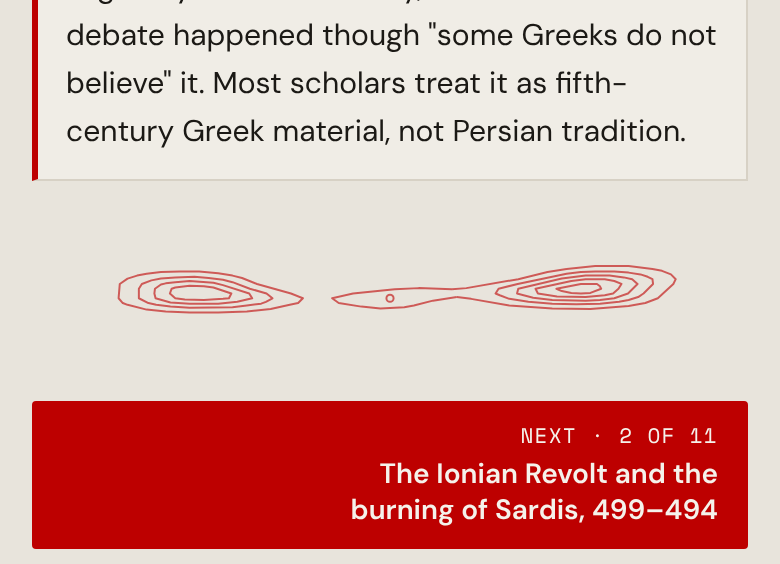 debate happened though "some Greeks do not
believe" it. Most scholars treat it as fifth-
century Greek material, not Persian tradition.
NEXT · 2 OF 11
The Ionian Revolt and the
burning of Sardis, 499–494